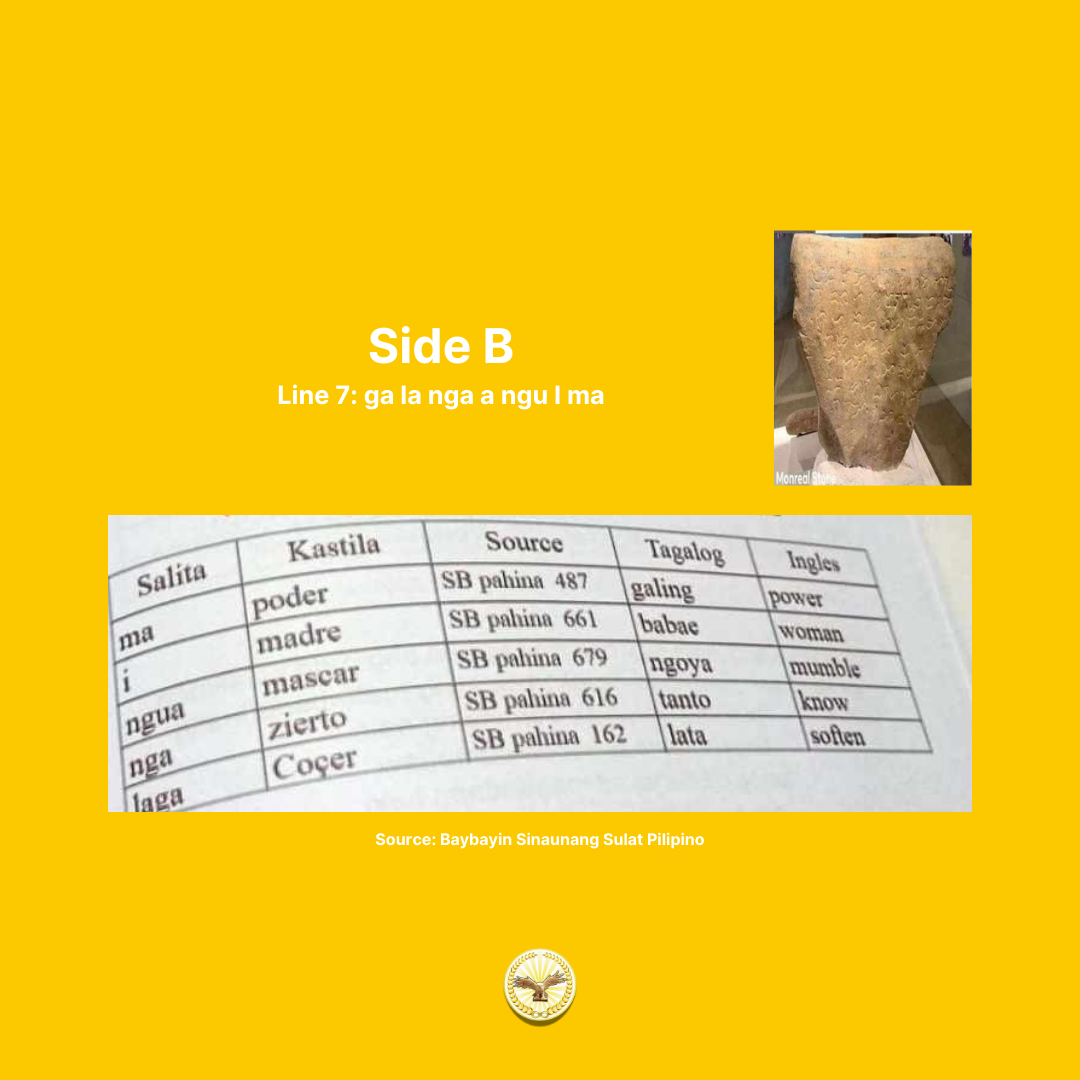 Side B
Line 7: ga la nga a ngu I ma
Monreal Stone
Salita Kastila Source Tagalog Ingles
ma poder SB pahina 487 galing power
i madre SB pahina 661 babae woman
ngua mascar SB pahina 679 ngoya mumble
nga zierto SB pahina 616 tanto know
laga Coçer SB pahina 162 lata soften
Source: Baybayin Sinaunang Sulat Pilipino